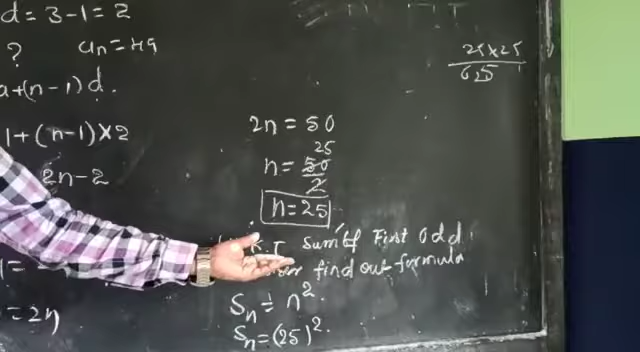 d = 3-1 = 2
? an = 49
a+(n-1)d.
1+(n-1)×2
2n-2
= 2n
2n = 50
25
n = 50
2
n = 25
Sum of First Odd
find out formula
Sn = n².
Sn = (25)².
25×25
625